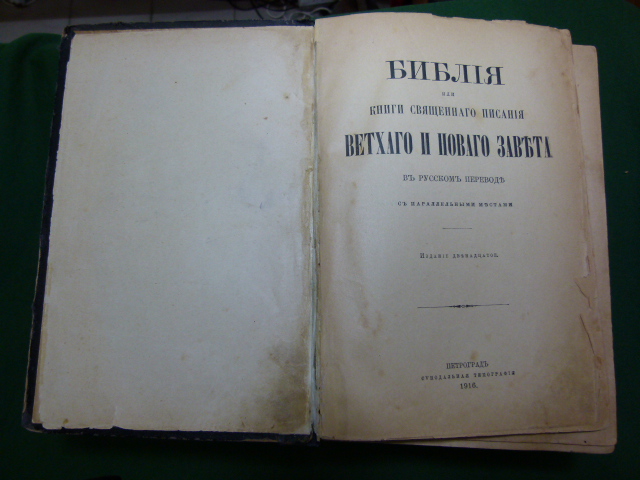 БИБЛІЯ
ИЛИ
КНИГИ СВЯЩЕННАГО ПИСАНІЯ
ВЕТХАГО И НОВАГО ЗАВѢТА
ВЪ РУССКОМЪ ПЕРЕВОДѢ
СЪ ПАРАЛЛЕЛЬНЫМИ МѢСТАМИ
Изданіе двѣнадцатое.
ПЕТРОГРАДЪ
СѴНОДАЛЬНАЯ ТИПОГРАФІЯ
1916.